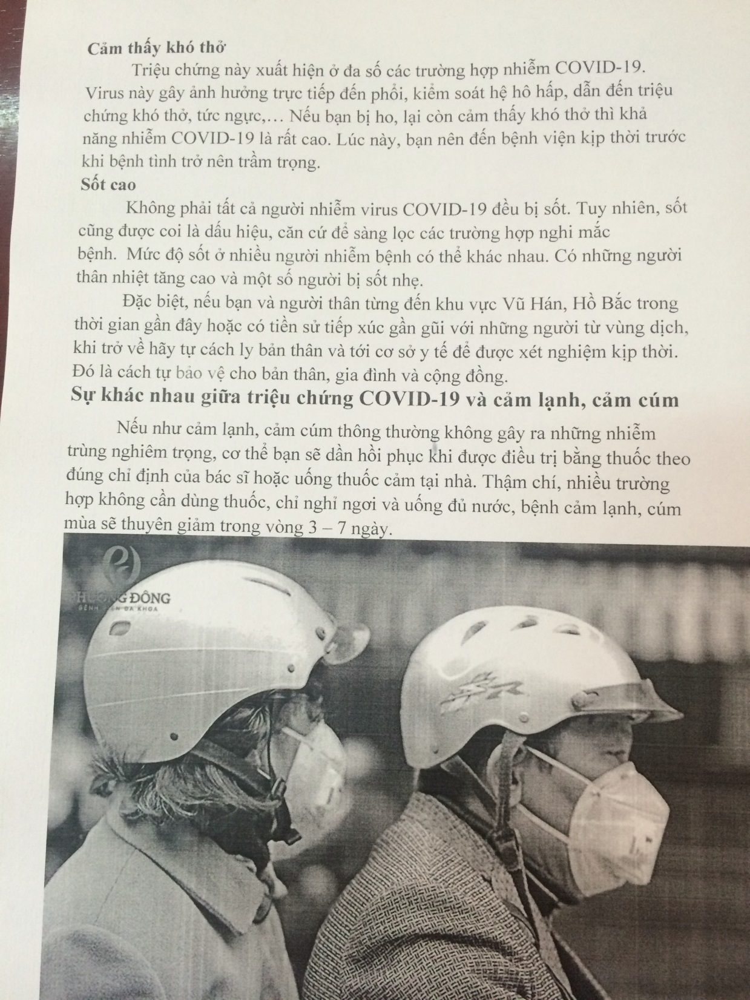 Cảm thấy khó thở
Triệu chứng này xuất hiện ở đa số các trường hợp nhiễm COVID-19.
Virus này gây ảnh hưởng trực tiếp đến phổi, kiểm soát hệ hô hấp, dẫn đến triệu
chứng khó thở, tức ngực,… Nếu bạn bị ho, lại còn cảm thấy khó thở thì khả
năng nhiễm COVID-19 là rất cao. Lúc này, bạn nên đến bệnh viện kịp thời trước
khi bệnh tình trở nên trầm trọng.
Sốt cao
Không phải tất cả người nhiễm virus COVID-19 đều bị sốt. Tuy nhiên, sốt
cũng được coi là dấu hiệu, căn cứ để sàng lọc các trường hợp nghi mắc
bệnh. Mức độ sốt ở nhiều người nhiễm bệnh có thể khác nhau. Có những người
thân nhiệt tăng cao và một số người bị sốt nhẹ.
Đặc biệt, nếu bạn và người thân từng đến khu vực Vũ Hán, Hồ Bắc trong
thời gian gần đây hoặc có tiền sử tiếp xúc gần gũi với những người từ vùng dịch,
khi trở về hãy tự cách ly bản thân và tới cơ sở y tế để được xét nghiệm kịp thời.
Đó là cách tự bảo vệ cho bản thân, gia đình và cộng đồng.
Sự khác nhau giữa triệu chứng COVID-19 và cảm lạnh, cảm cúm
Nếu như cảm lạnh, cảm cúm thông thường không gây ra những nhiễm
trùng nghiêm trọng, cơ thể bạn sẽ dần hồi phục khi được điều trị bằng thuốc theo
đúng chỉ định của bác sĩ hoặc uống thuốc cảm tại nhà. Thậm chí, nhiều trường
hợp không cần dùng thuốc, chỉ nghỉ ngơi và uống đủ nước, bệnh cảm lạnh, cúm
mùa sẽ thuyên giảm trong vòng 3 – 7 ngày.
PHƯƠNG ĐÔNG
BỆNH VIỆN ĐA KHOA